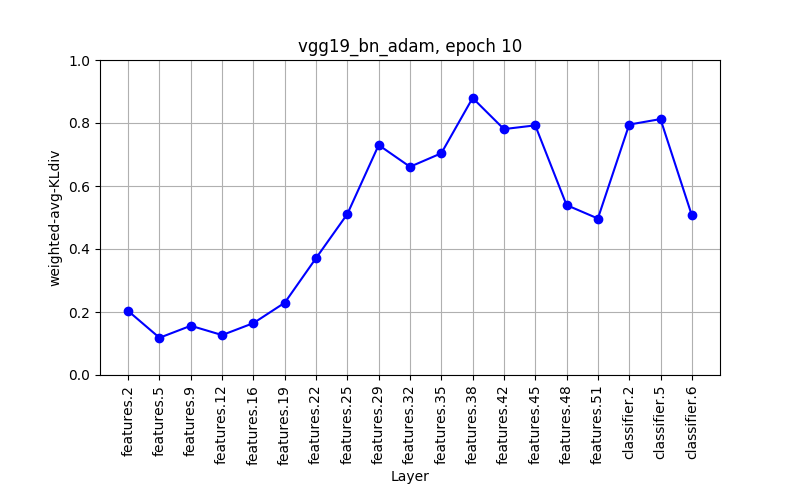 vgg19_bn_adam, epoch 10
1.0
0.8
0.6
0.4
0.2
0.0
weighted-avg-KLdiv
features.2
features.5
features.9
features.12
features.16
features.19
features.22
features.25
features.29
features.32
features.35
features.38
features.42
features.45
features.48
features.51
classifier.2
classifier.5
classifier.6
Layer